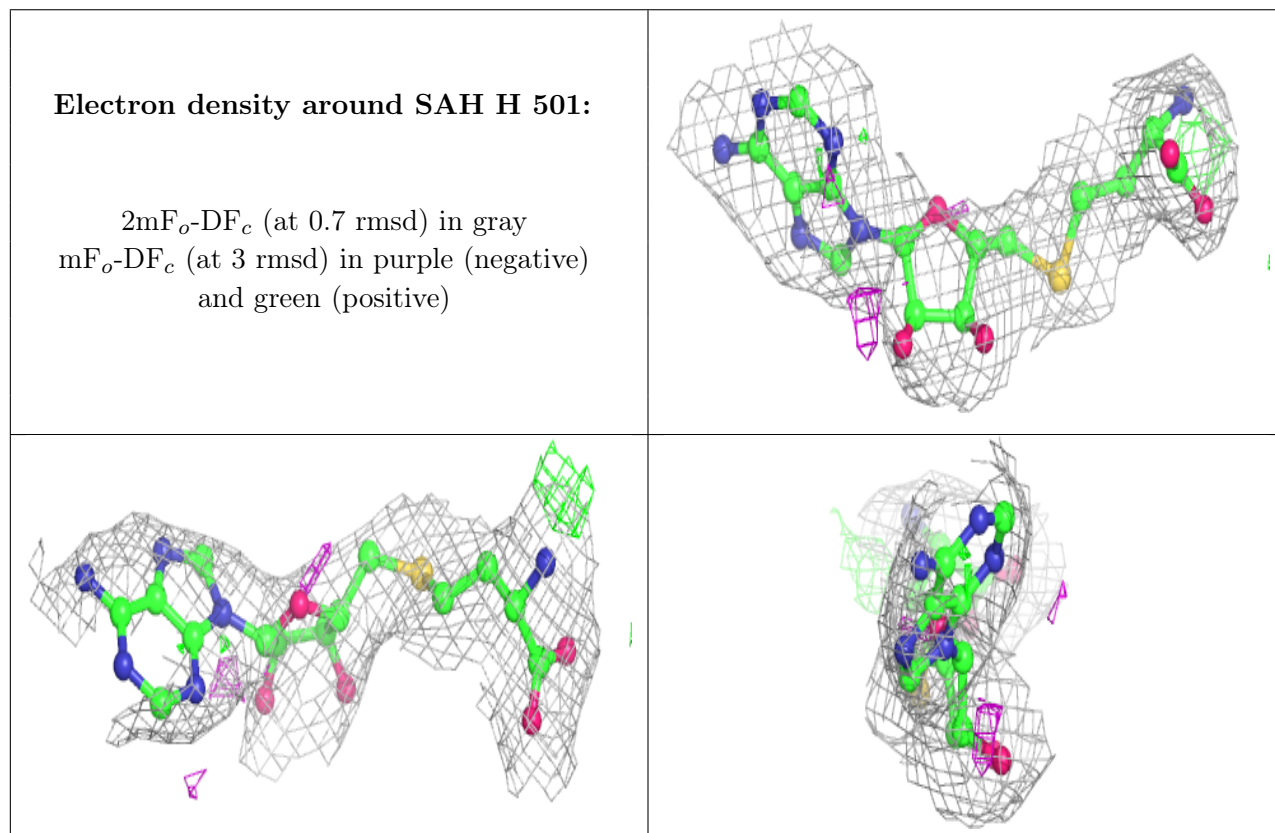 Electron density around SAH H 501:
2mFₒ-DF𝒸 (at 0.7 rmsd) in gray
mFₒ-DF𝒸 (at 3 rmsd) in purple (negative)
and green (positive)